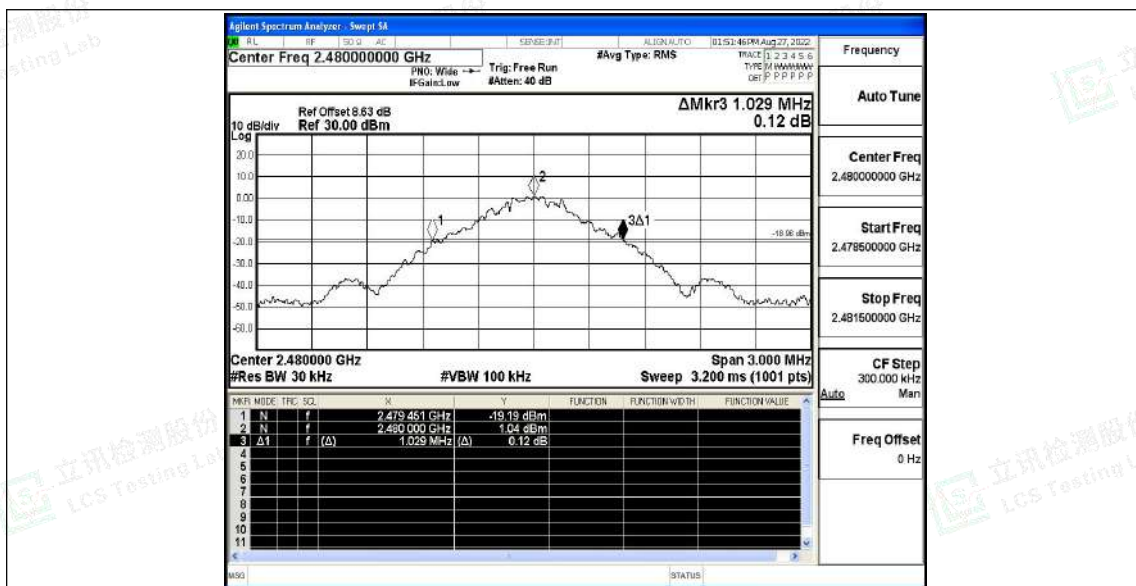 Agilent Spectrum Analyzer - Swept SA
RL RF 50 Ω AC SENSE:INT ALIGN AUTO 01:51:46 PM Aug 27, 2022
Center Freq 2.480000000 GHz
PNO: Wide
IFGain:Low
Trig: Free Run
#Atten: 40 dB
#Avg Type: RMS
TRACE 1 2 3 4 5 6
TYPE M WWWWW
DET P P P P P P
Frequency
Auto Tune
Center Freq
2.480000000 GHz
Start Freq
2.478500000 GHz
Stop Freq
2.481500000 GHz
CF Step
300.000 kHz
Auto Man
Freq Offset
0 Hz
ΔMkr3 1.029 MHz
0.12 dB
Ref Offset 8.63 dB
10 dB/div Ref 30.00 dBm
Log
20.0
10.0
0.00
-10.0
-20.0
-30.0
-40.0
-50.0
-60.0
1
2
3Δ1
-18.96 dBm
Center 2.480000 GHz Span 3.000 MHz
#Res BW 30 kHz #VBW 100 kHz Sweep 3.200 ms (1001 pts)
MKR MODE TRC SCL X Y FUNCTION FUNCTION WIDTH FUNCTION VALUE
1 N f 2.479 451 GHz -19.19 dBm
2 N f 2.480 000 GHz 1.04 dBm
3 Δ1 f (Δ) 1.029 MHz (Δ) 0.12 dB
4
5
6
7
8
9
10
11
MSG STATUS
立讯检测股份
LCS Testing Lab
立讯检测股份
LCS Testing Lab